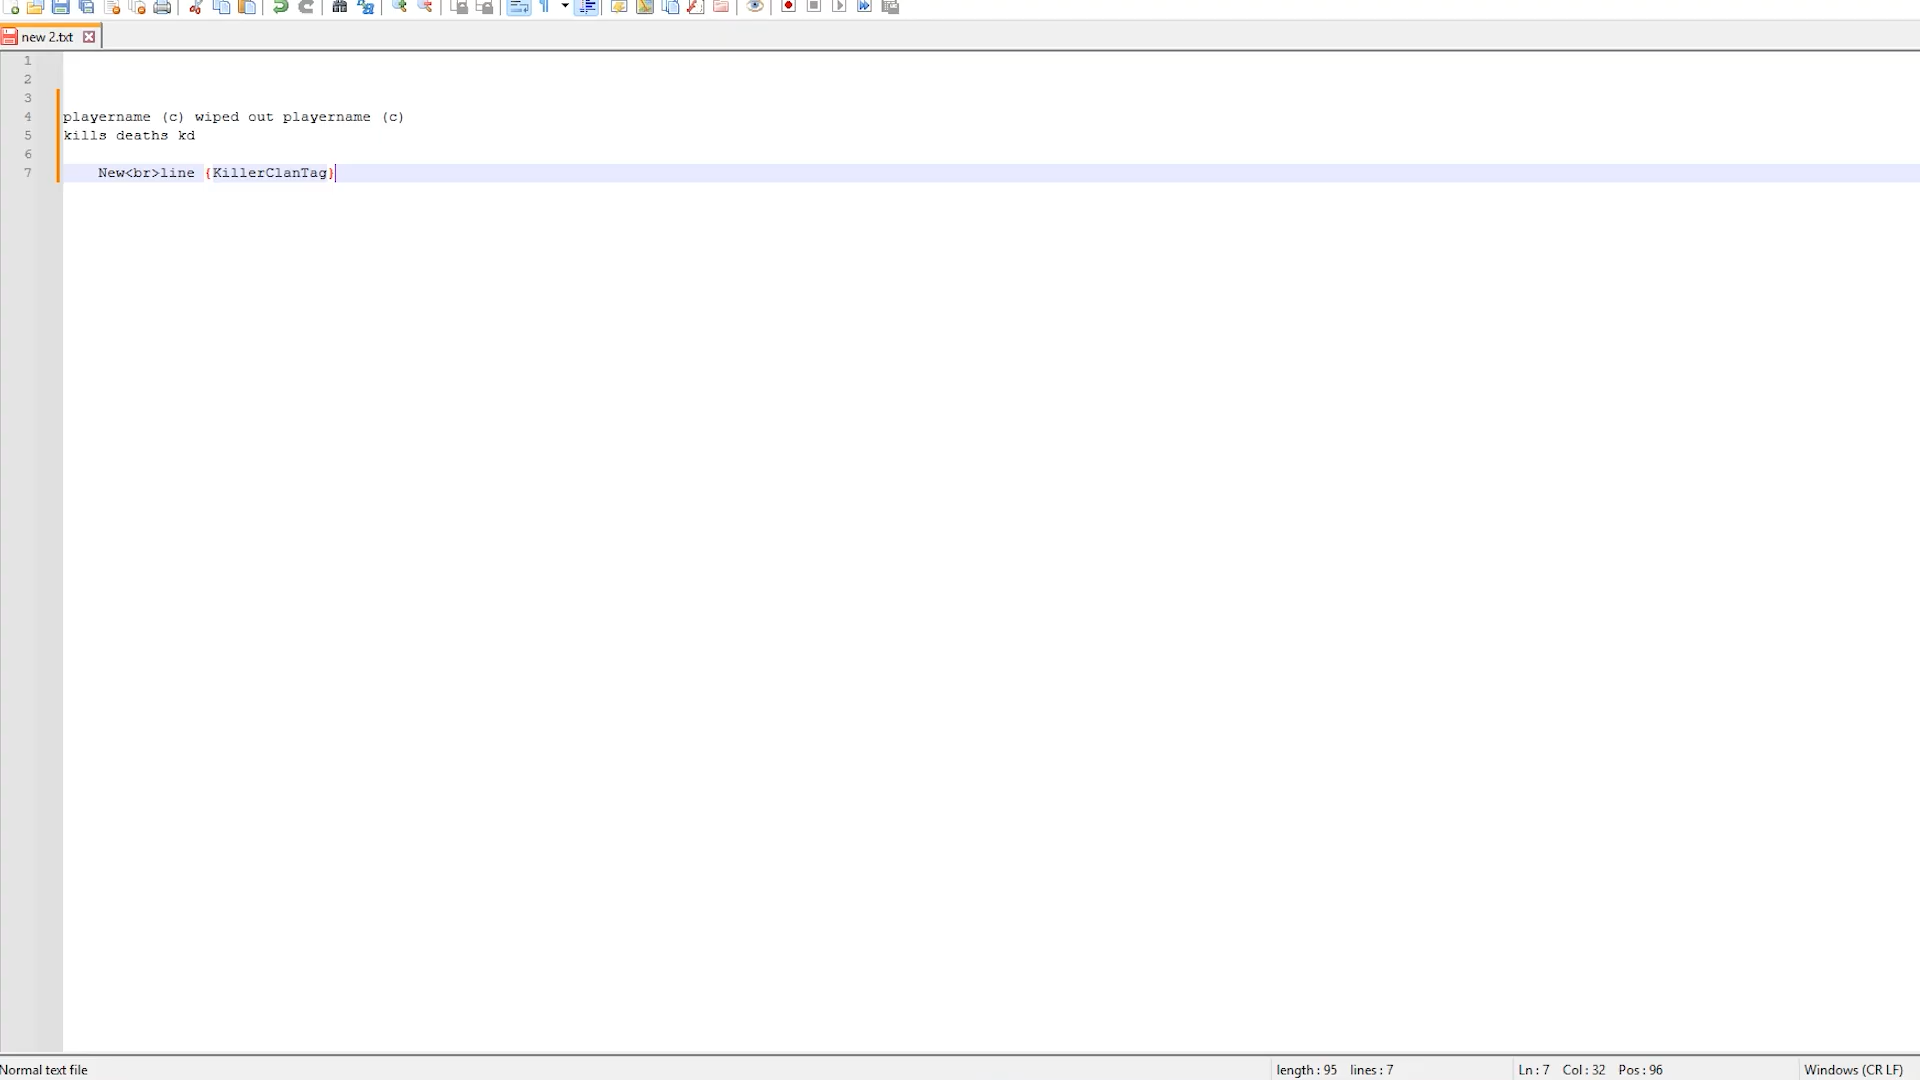 new 2.txt
1
2
3
4 playername (c) wiped out playername (c)
5 kills deaths kd
6
7 New<br>line {KillerClanTag}
Normal text file length : 95 lines : 7 Ln : 7 Col : 32 Pos : 96 Windows (CR LF)